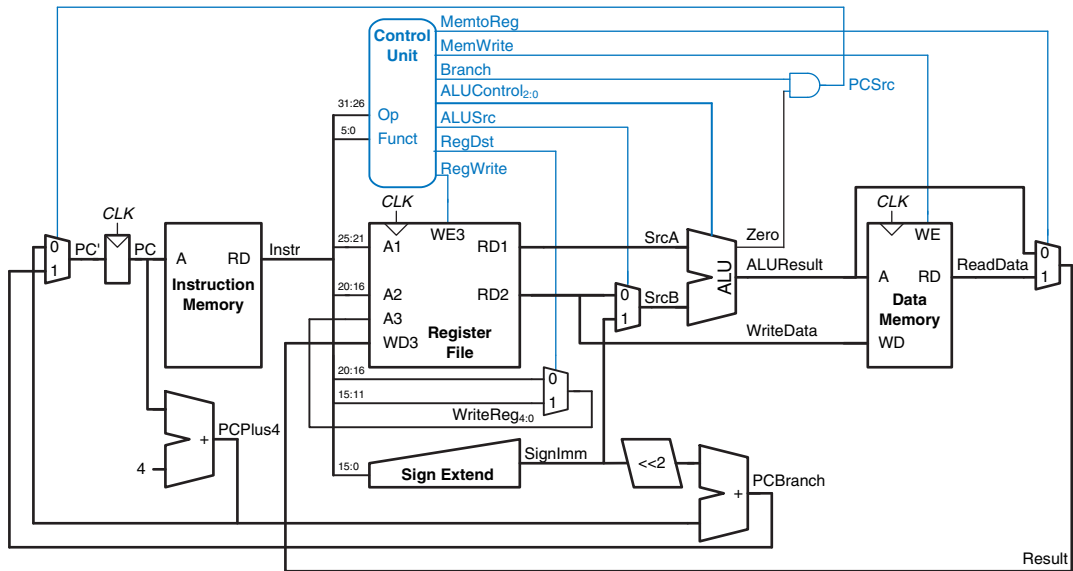 MemtoReg
Control
Unit
MemWrite
Branch
PCSrc
ALUControl2:0
31:26
Op
ALUSrc
5:0
Funct
RegDst
RegWrite
CLK
CLK
CLK
0
1
PC'
PC
A
RD
Instruction
Memory
Instr
25:21
A1
WE3
RD1
SrcA
Zero
WE
0
1
20:16
A2
RD2
0
1
SrcB
ALU
ALUResult
A
RD
ReadData
A3
Data
Memory
WD3
Register
File
WriteData
WD
20:16
0
15:11
1
WriteReg4:0
PCPlus4
+
4
15:0
Sign Extend
SignImm
<<2
+
PCBranch
Result